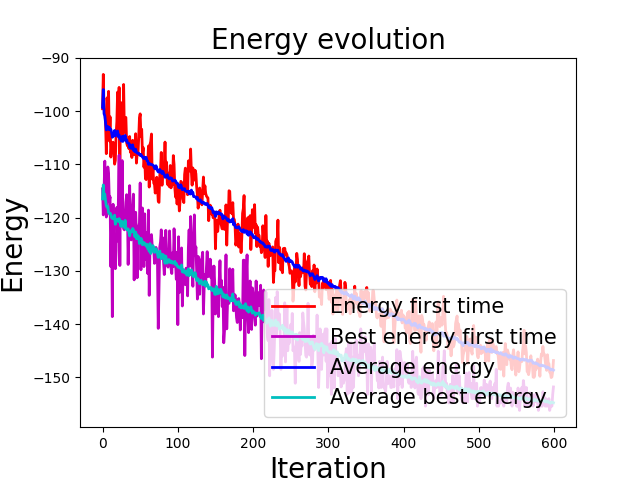 Energy evolution
Energy
−90
−100
−110
−120
−130
−140
−150
Energy first time
Best energy first time
Average energy
Average best energy
0 100 200 300 400 500 600
Iteration